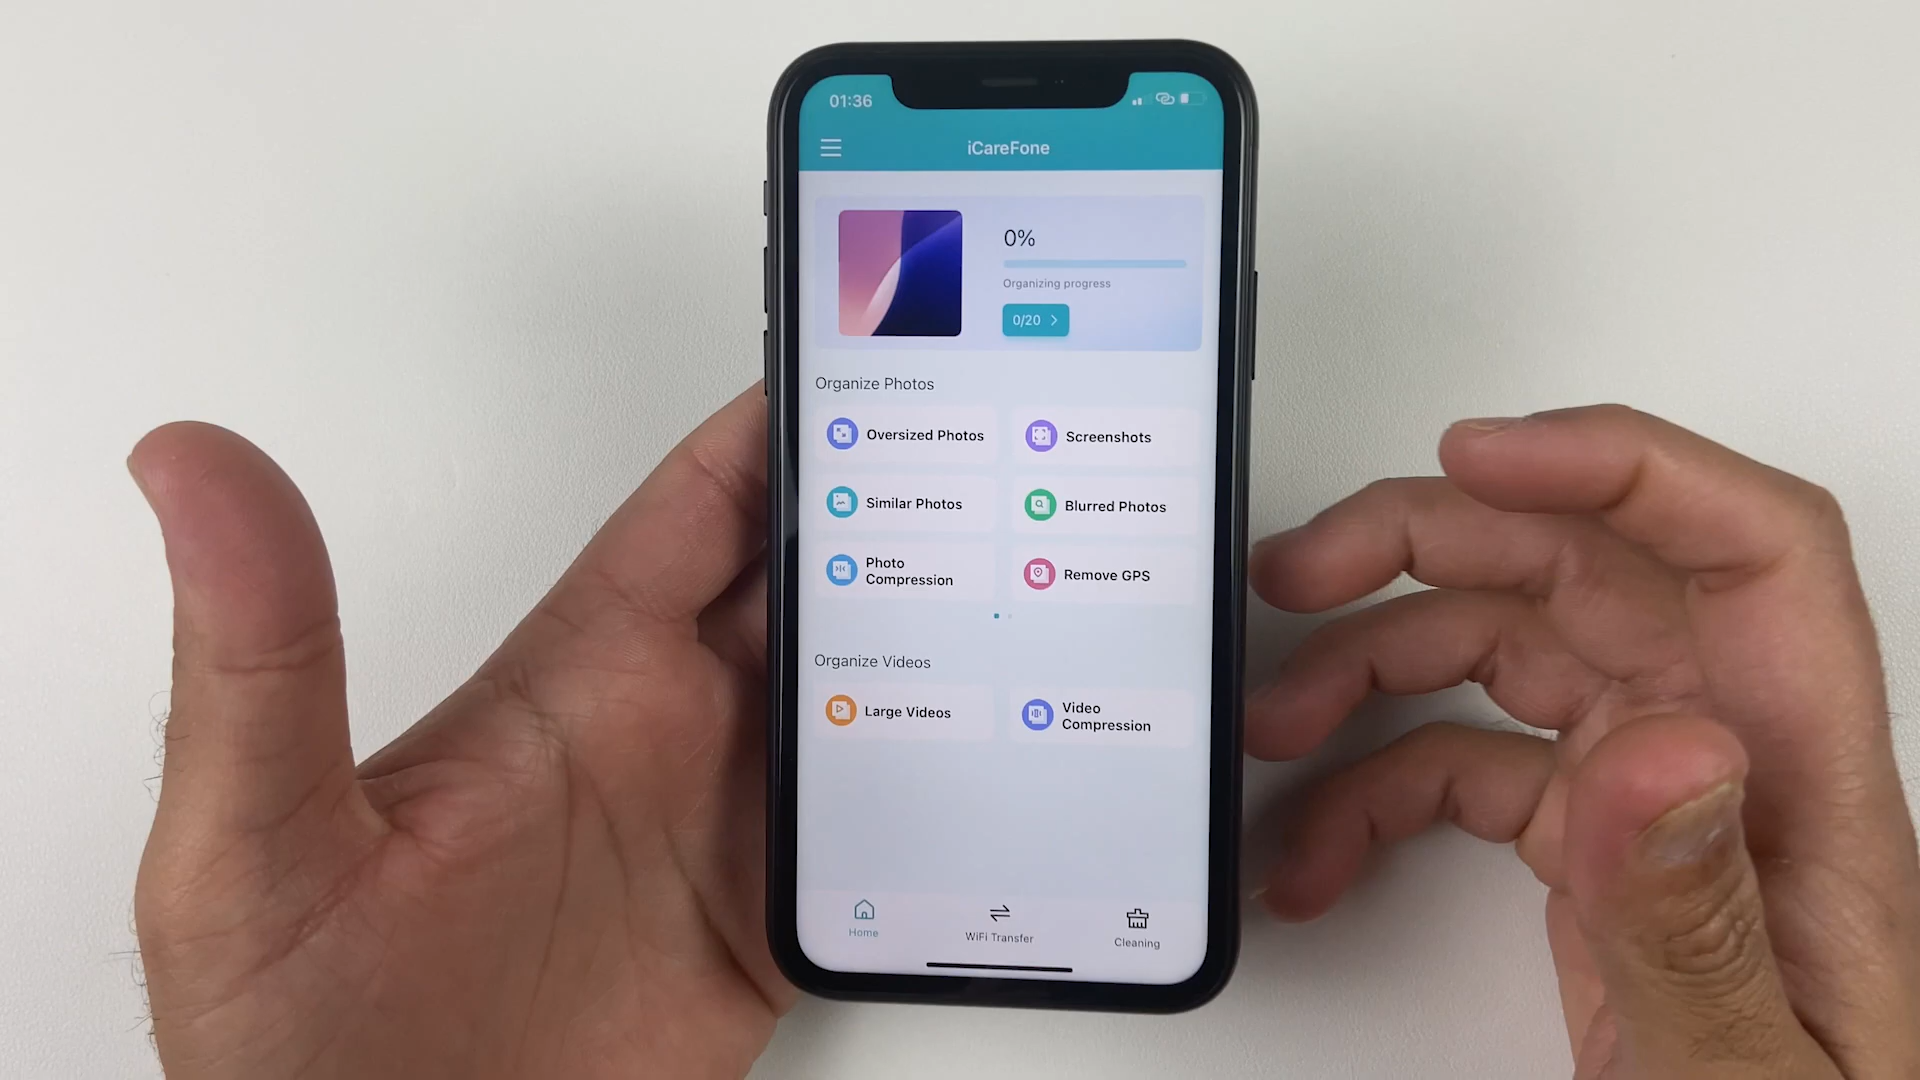 01:36
iCareFone
0%
Organizing progress
0/20
Organize Photos
Oversized Photos
Screenshots
Similar Photos
Blurred Photos
Photo
Compression
Remove GPS
Organize Videos
Large Videos
Video
Compression
Home
WiFi Transfer
Cleaning